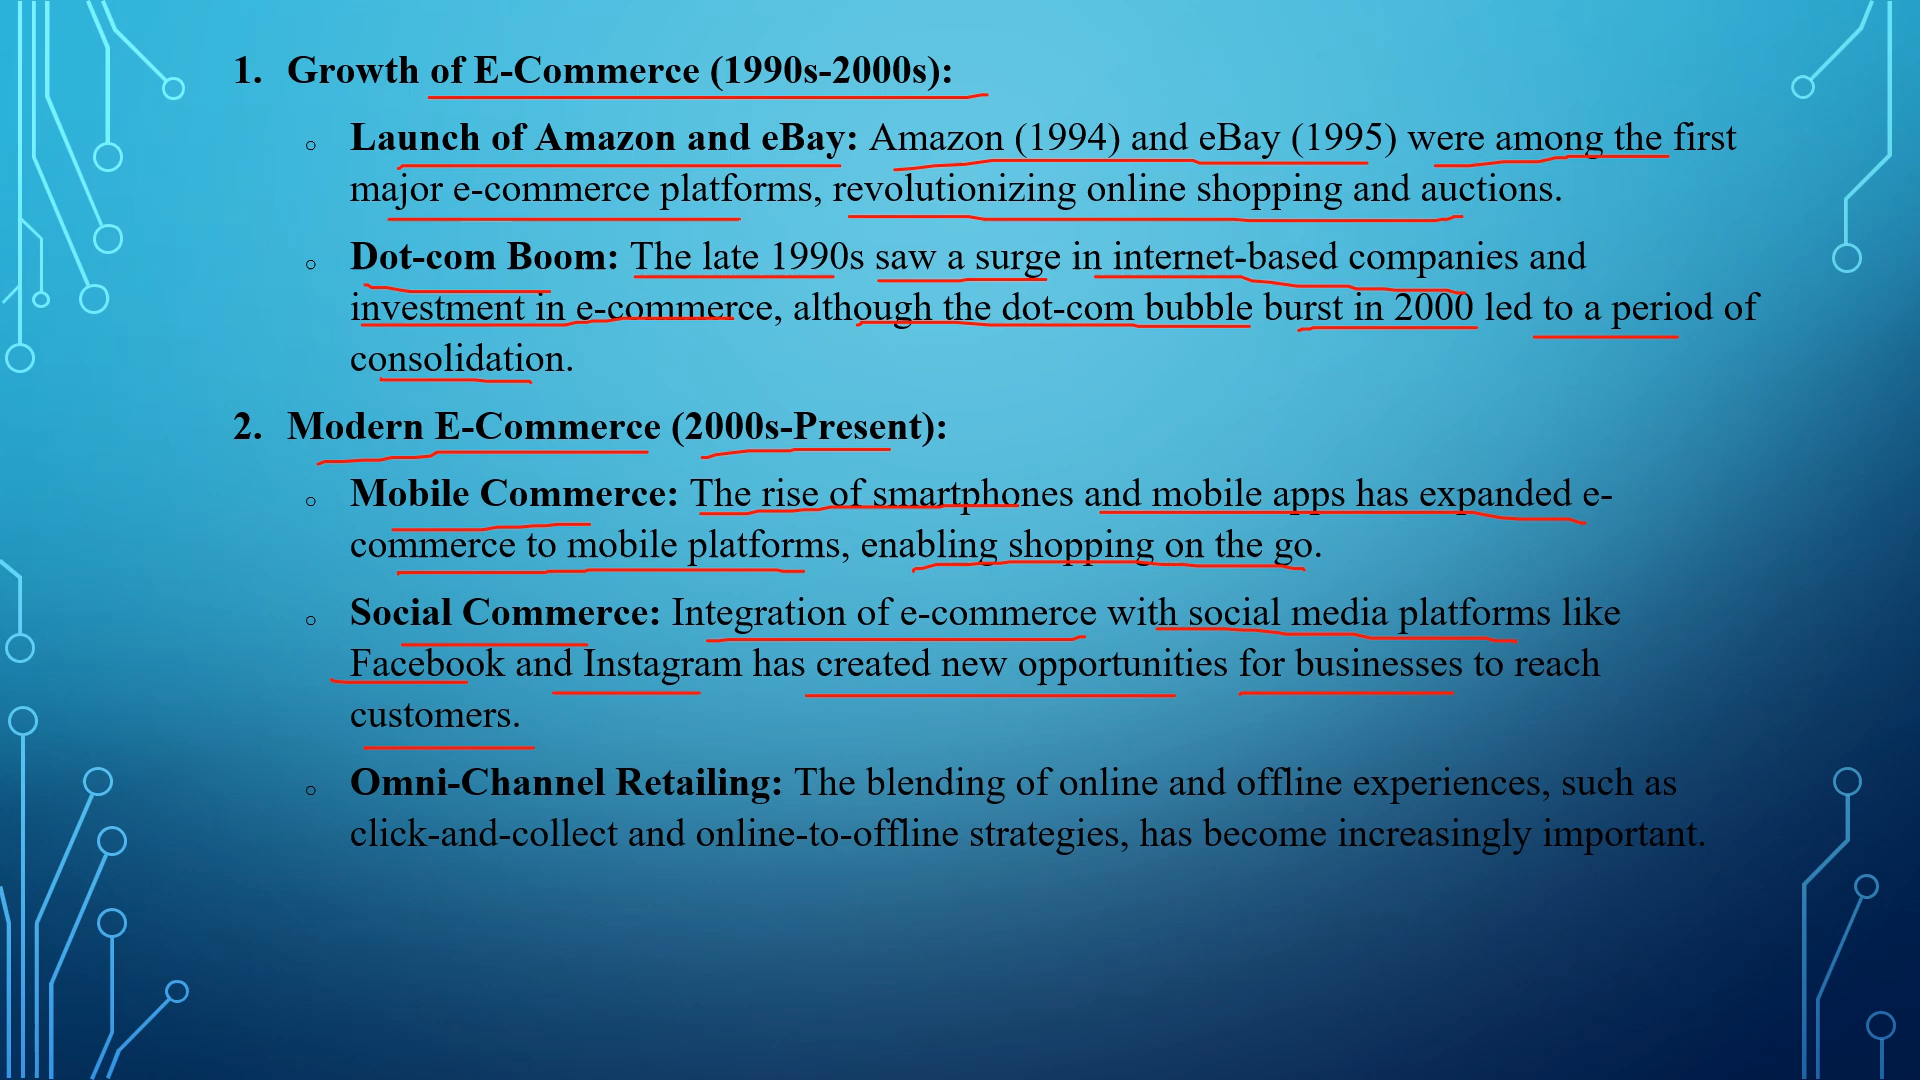 1. Growth of E-Commerce (1990s-2000s):
○ Launch of Amazon and eBay: Amazon (1994) and eBay (1995) were among the first
major e-commerce platforms, revolutionizing online shopping and auctions.
○ Dot-com Boom: The late 1990s saw a surge in internet-based companies and
investment in e-commerce, although the dot-com bubble burst in 2000 led to a period of
consolidation.
2. Modern E-Commerce (2000s-Present):
○ Mobile Commerce: The rise of smartphones and mobile apps has expanded e-
commerce to mobile platforms, enabling shopping on the go.
○ Social Commerce: Integration of e-commerce with social media platforms like
Facebook and Instagram has created new opportunities for businesses to reach
customers.
○ Omni-Channel Retailing: The blending of online and offline experiences, such as
click-and-collect and online-to-offline strategies, has become increasingly important.